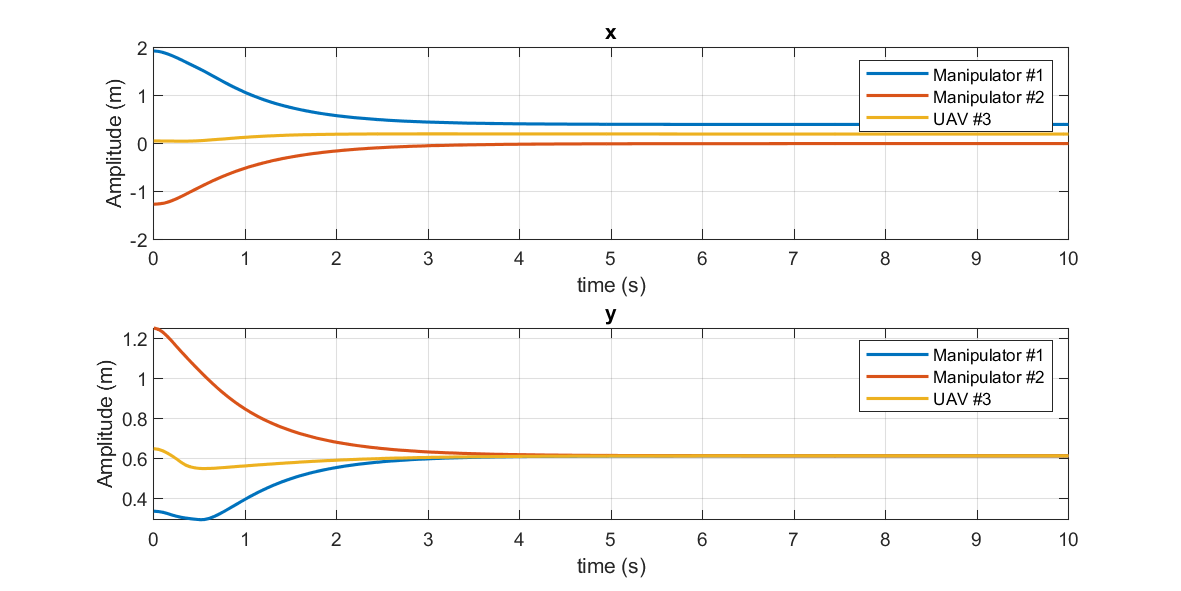 x
Amplitude (m)
2
1
0
-1
-2
Manipulator #1
Manipulator #2
UAV #3
0 1 2 3 4 5 6 7 8 9 10
time (s)
y
Amplitude (m)
1.2
1
0.8
0.6
0.4
Manipulator #1
Manipulator #2
UAV #3
0 1 2 3 4 5 6 7 8 9 10
time (s)